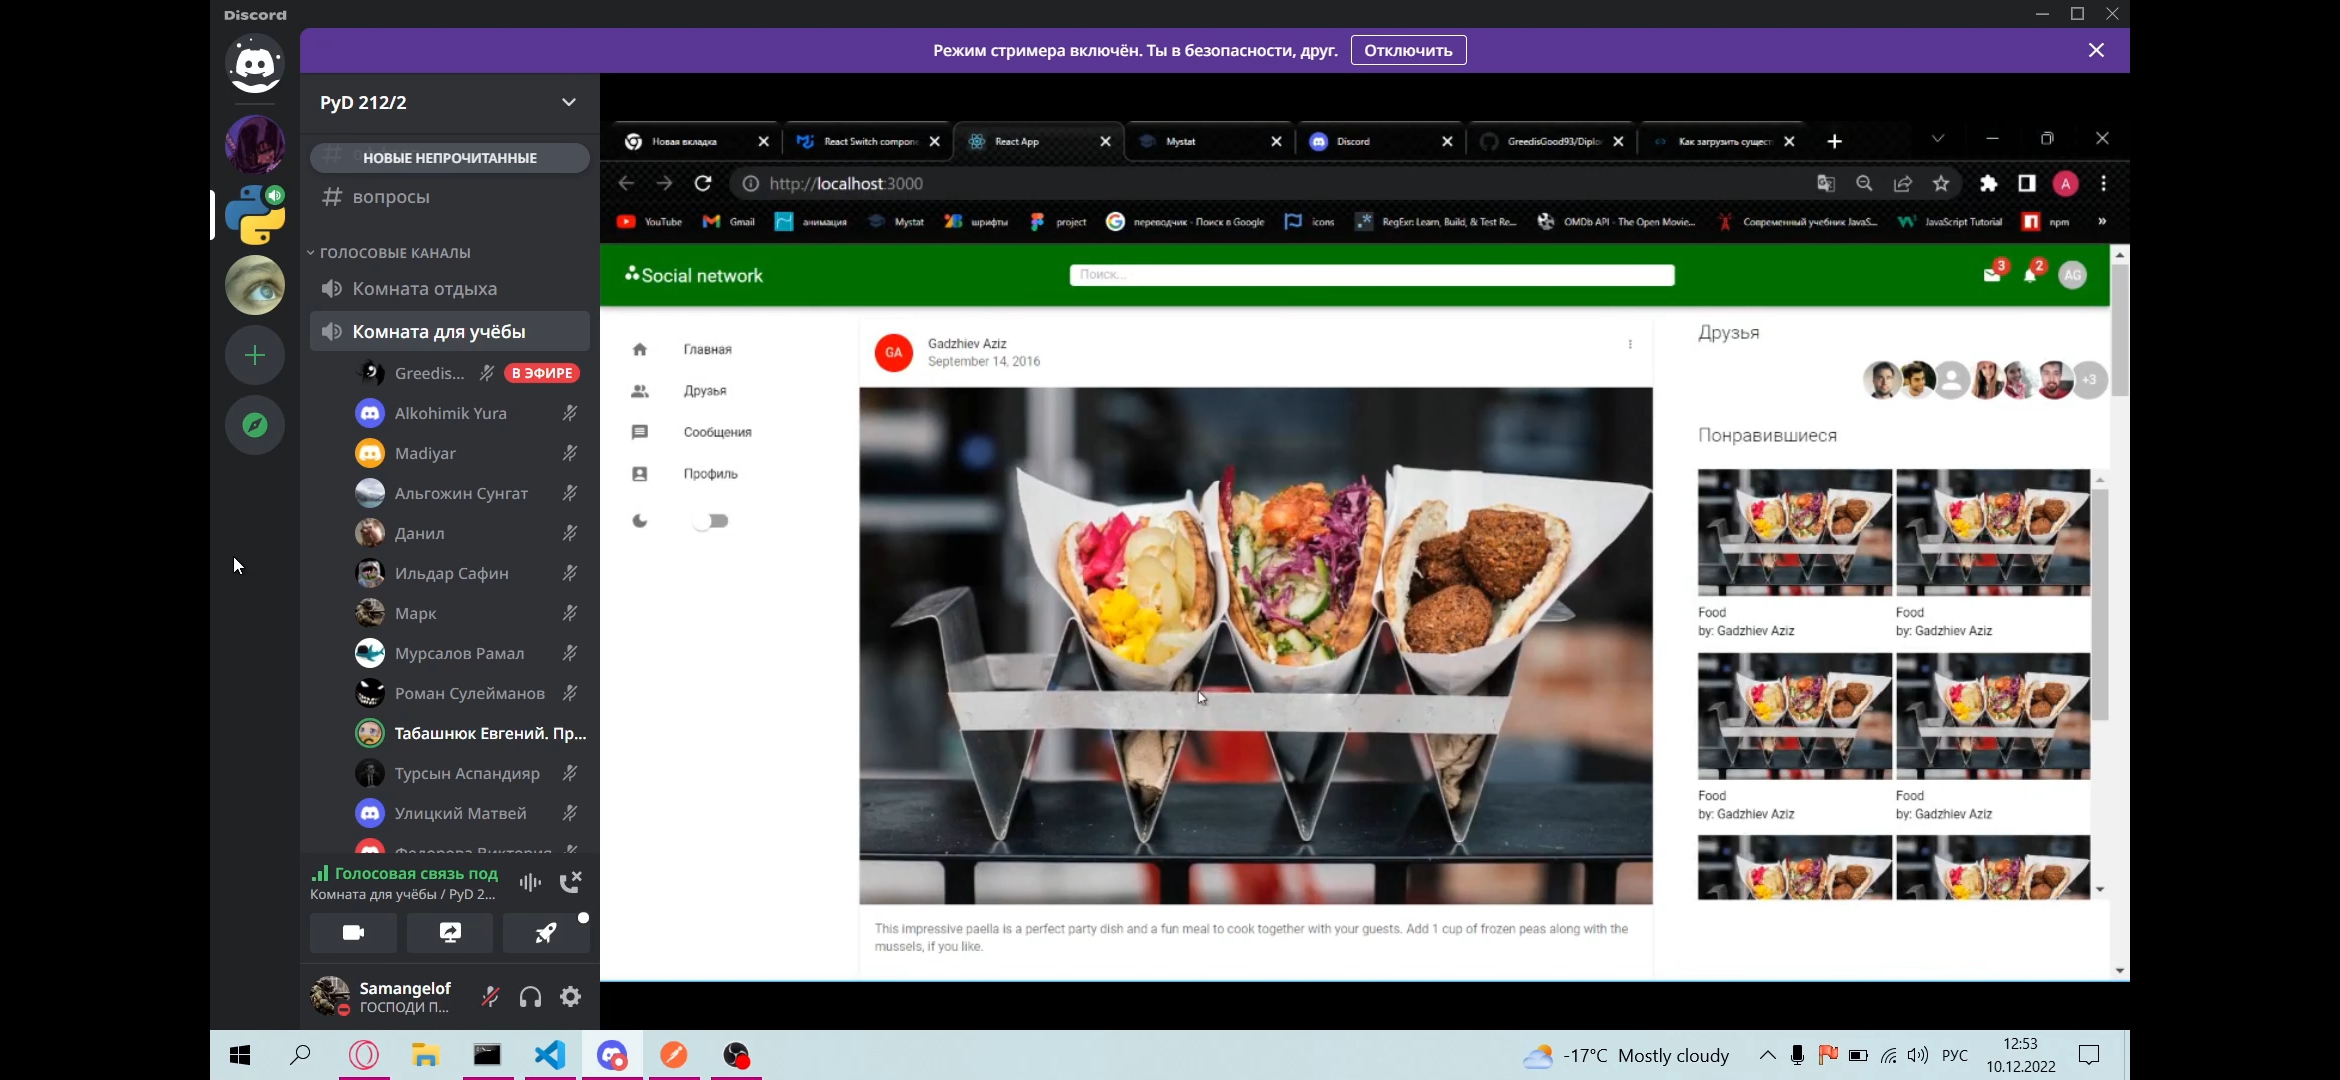 Discord
Режим стримера включён. Ты в безопасности, друг.
Отключить
PyD 212/2
НОВЫЕ НЕПРОЧИТАННЫЕ
# вопросы
ГОЛОСОВЫЕ КАНАЛЫ
Комната отдыха
Комната для учёбы
Greedis...
В ЭФИРЕ
Alkohimik Yura
Madiyar
Альгожин Сунгат
Данил
Ильдар Сафин
Марк
Мурсалов Рамал
Роман Сулейманов
Табашнюк Евгений. Пр...
Турсын Аспандияр
Улицкий Матвей
Федорова Виктория
Голосовая связь под
Комната для учёбы / PyD 2...
Samangelof
ГОСПОДИ П...
Новая вкладка
React Switch compone
React App
Mystat
Discord
GreedisGood93/Diplo
Как загрузить сущест
http://localhost:3000
A
YouTube
Gmail
анимация
Mystat
шрифты
project
переводчик - Поиск в Google
icons
RegExr: Learn, Build, & Test Re...
OMDb API - The Open Movie...
Современный учебник JavaS...
JavaScript Tutorial
npm
»
Social network
Поиск...
3
2
AG
Главная
Друзья
Сообщения
Профиль
GA
Gadzhiev Aziz
September 14, 2016
This impressive paella is a perfect party dish and a fun meal to cook together with your guests. Add 1 cup of frozen peas along with the
mussels, if you like.
Друзья
+3
Понравившиеся
Food
by: Gadzhiev Aziz
Food
by: Gadzhiev Aziz
Food
by: Gadzhiev Aziz
Food
by: Gadzhiev Aziz
-17°C Mostly cloudy
РУС
12:53
10.12.2022